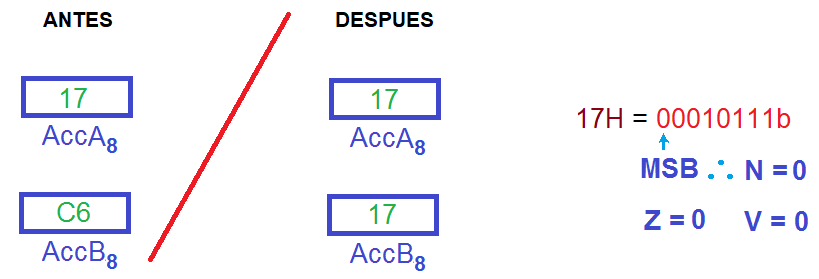 ANTES
17
AccA8
C6
AccB8
DESPUES
17
AccA8
17
AccB8
17H = 00010111b
MSB ∴ N = 0
Z = 0 V = 0